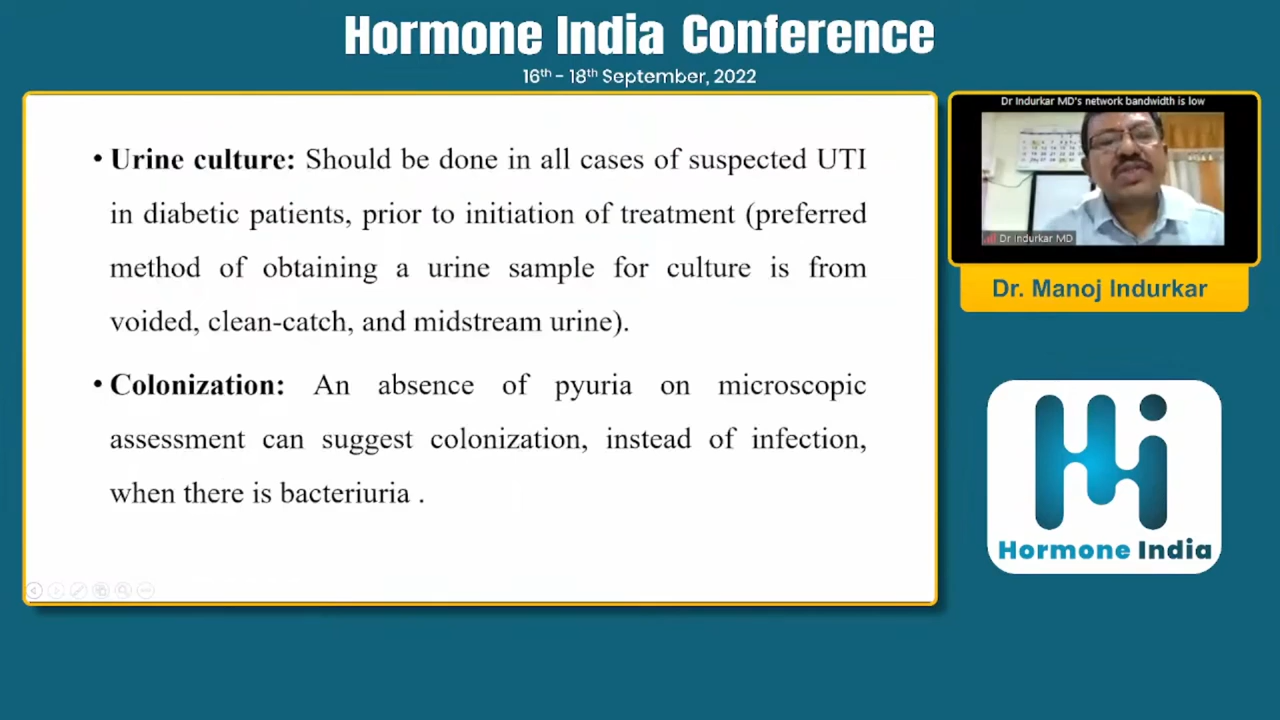 Hormone India Conference
16th - 18th September, 2022
• Urine culture: Should be done in all cases of suspected UTI
in diabetic patients, prior to initiation of treatment (preferred
method of obtaining a urine sample for culture is from
voided, clean-catch, and midstream urine).
• Colonization: An absence of pyuria on microscopic
assessment can suggest colonization, instead of infection,
when there is bacteriuria .
Dr Indurkar MD's network bandwidth is low
Dr Indurkar MD
Dr. Manoj Indurkar
Hi
Hormone India